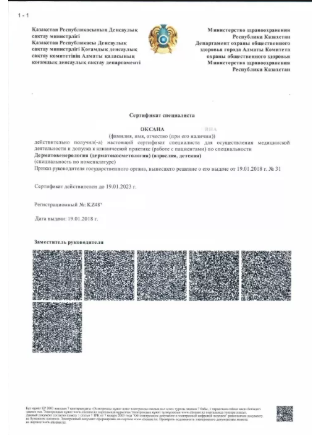 1 - 1
Қазақстан Республикасының Денсаулық
сақтау министрлігі
Қазақстан Республикасы Денсаулық
сақтау министрлігі Қоғамдық денсаулық
сақтау комитетінің Алматы қаласының
қоғамдық денсаулық сақтау департаменті
Министерство здравоохранения
Республики Казахстан
Департамент охраны общественного
здоровья города Алматы Комитета
охраны общественного здоровья
Министерства здравоохранения
Республики Казахстан
Сертификат специалиста
ОКСАНА
(фамилия, имя, отчество (при его наличии))
действительно получил(-а) настоящий сертификат специалиста для осуществления медицинской
деятельности и допуска к клинической практике (работе с пациентами) по специальности
Дерматовенерология (дерматокосметология) (взрослая, детская)
(специальность по номенклатуре)
Приказ руководителя государственного органа, вынесшего решение о его выдаче от 19.01.2018 г. № 31
Сертификат действителен до 19.01.2023 г.
Регистрационный №:
Дата выдачи: 19.01.2018 г.
Заместитель руководителя